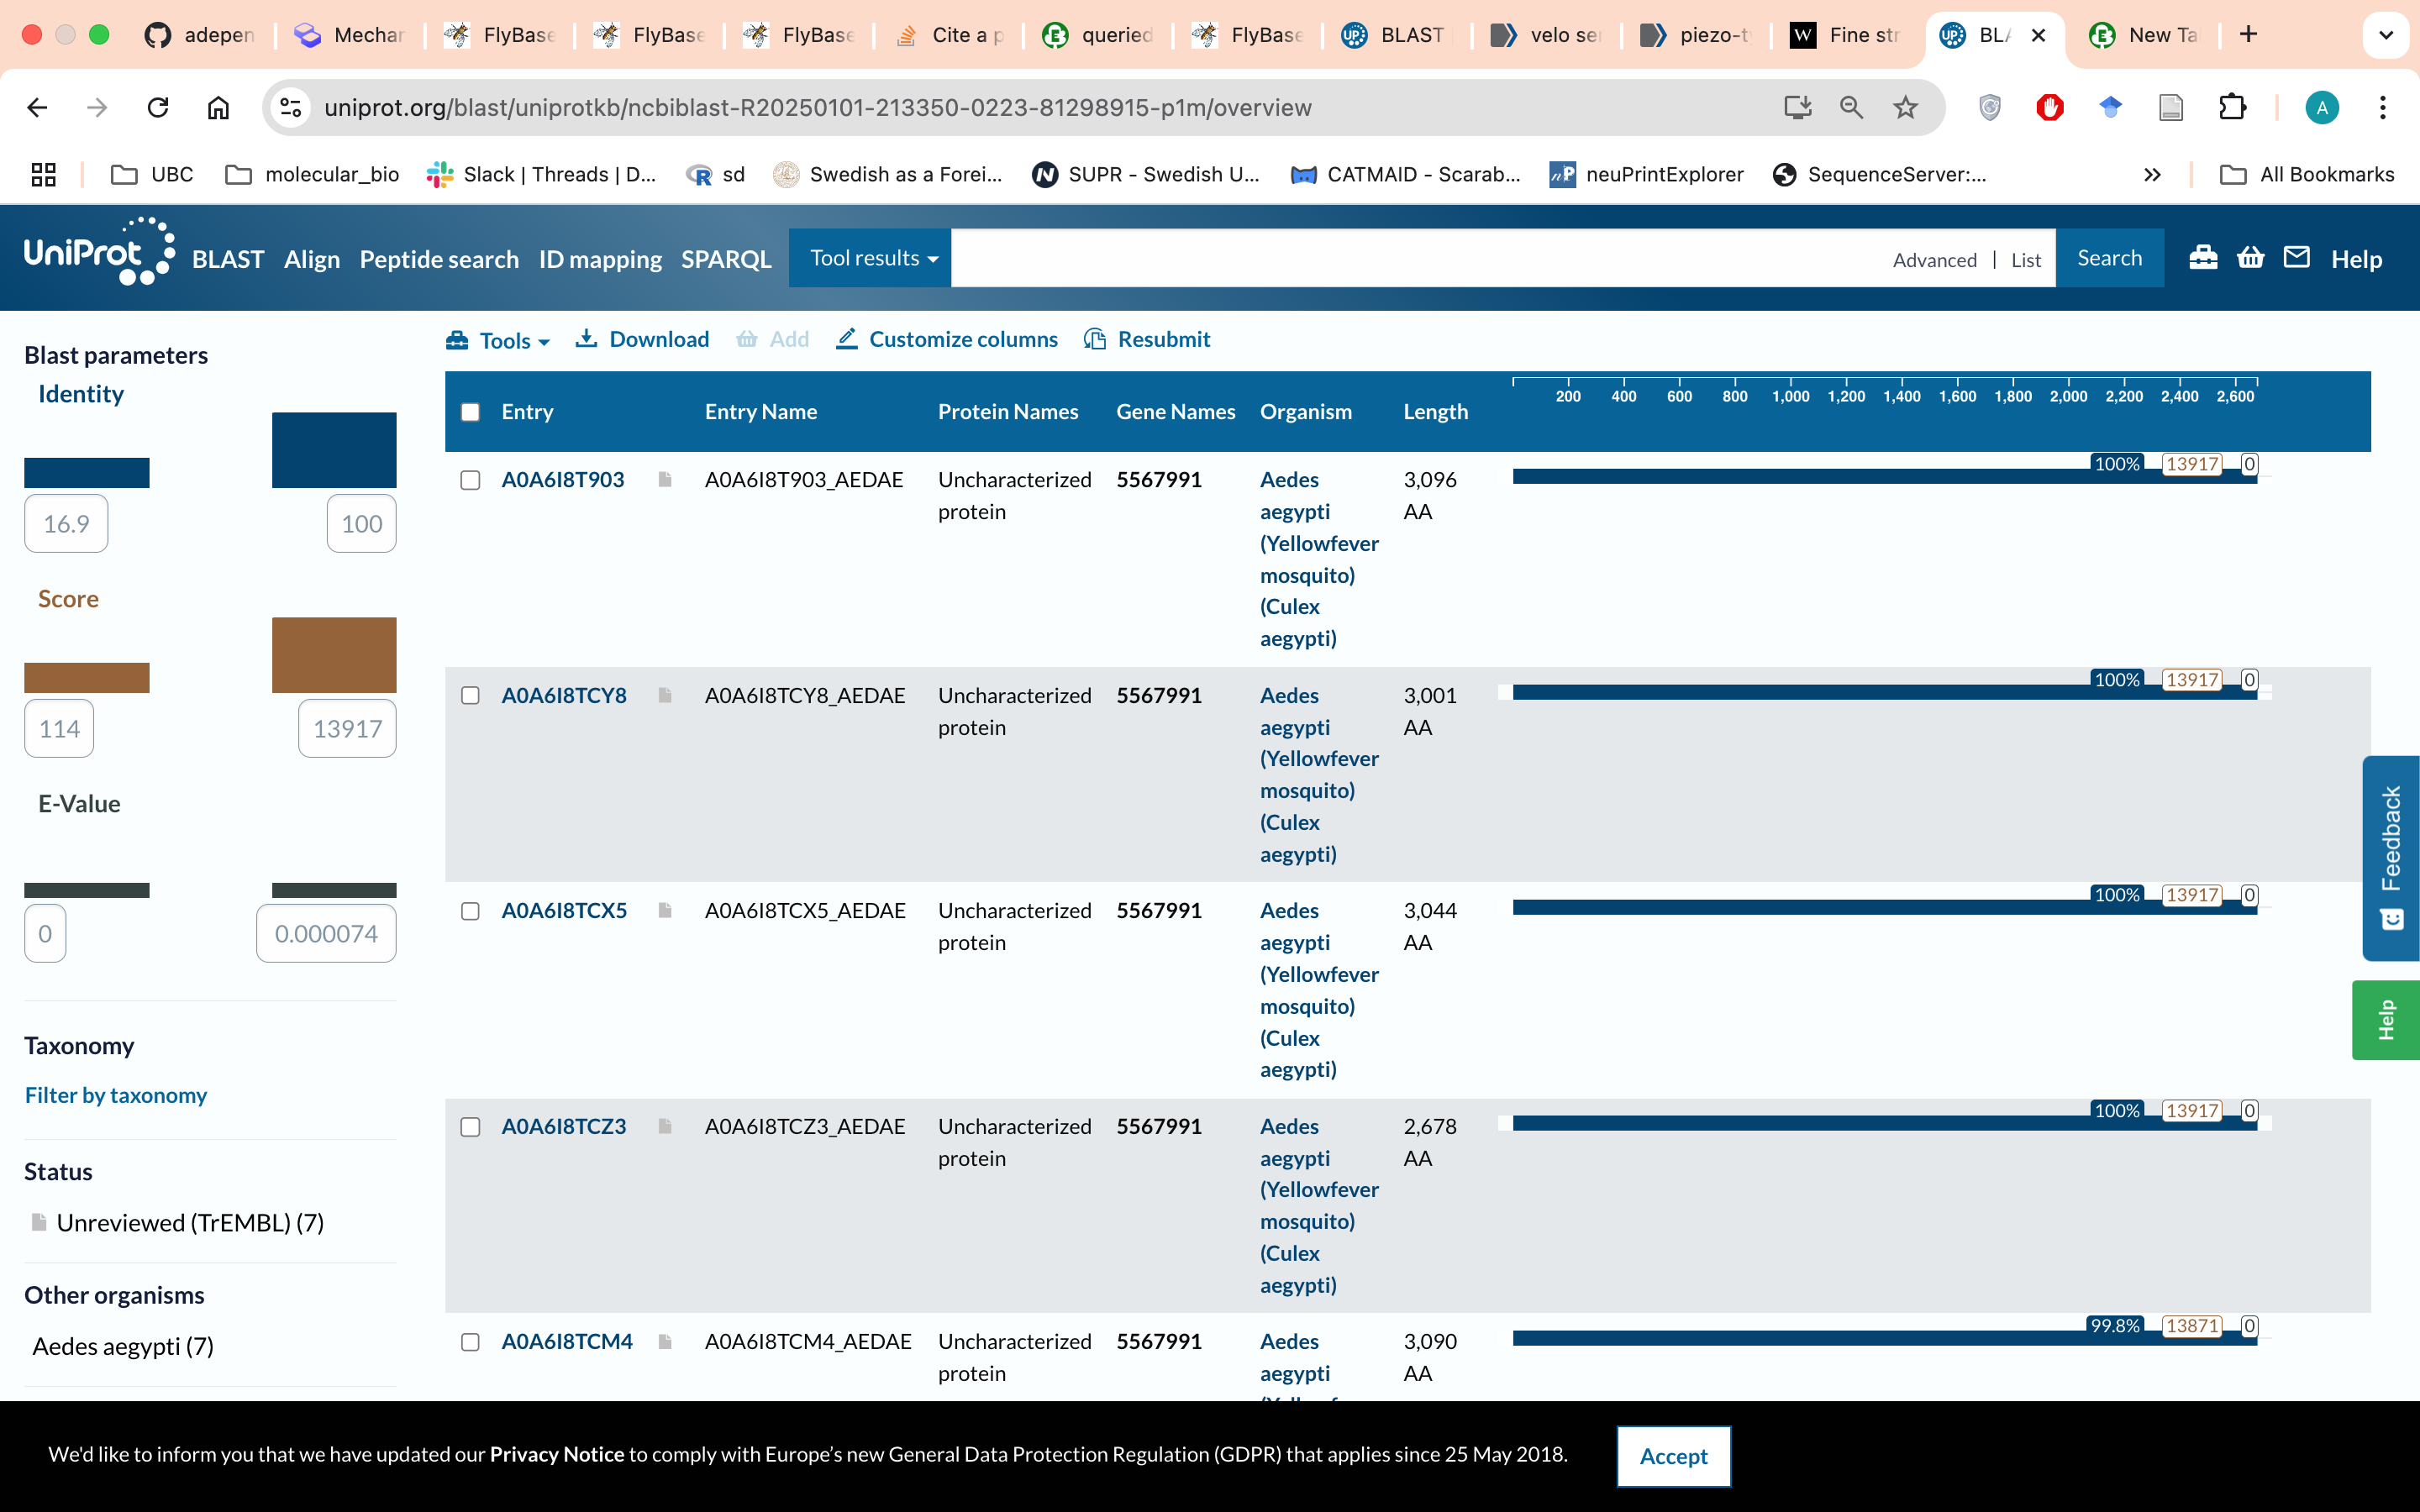 adepen
Mechar
FlyBase
FlyBase
FlyBase
Cite a p
queried
FlyBase
BLAST
velo se
piezo-t
Fine str
BLA
New Ta
uniprot.org/blast/uniprotkb/ncbiblast-R20250101-213350-0223-81298915-p1m/overview
A
UBC
molecular_bio
Slack | Threads | D...
sd
Swedish as a Forei...
SUPR - Swedish U...
CATMAID - Scarab...
neuPrintExplorer
SequenceServer:...
All Bookmarks
UniProt
BLAST Align Peptide search ID mapping SPARQL
Tool results
Advanced | List
Search
Help
Blast parameters
Identity
16.9 100
Score
114 13917
E-Value
0 0.000074
Taxonomy
Filter by taxonomy
Status
Unreviewed (TrEMBL) (7)
Other organisms
Aedes aegypti (7)
Tools Download Add Customize columns Resubmit
Entry Entry Name Protein Names Gene Names Organism Length
200 400 600 800 1,000 1,200 1,400 1,600 1,800 2,000 2,200 2,400 2,600
100% 13917 0
A0A6I8T903 A0A6I8T903_AEDAE Uncharacterized 5567991 Aedes 3,096
protein aegypti AA
(Yellowfever
mosquito)
(Culex
aegypti)
100% 13917 0
A0A6I8TCY8 A0A6I8TCY8_AEDAE Uncharacterized 5567991 Aedes 3,001
protein aegypti AA
(Yellowfever
mosquito)
(Culex
aegypti)
100% 13917 0
A0A6I8TCX5 A0A6I8TCX5_AEDAE Uncharacterized 5567991 Aedes 3,044
protein aegypti AA
(Yellowfever
mosquito)
(Culex
aegypti)
100% 13917 0
A0A6I8TCZ3 A0A6I8TCZ3_AEDAE Uncharacterized 5567991 Aedes 2,678
protein aegypti AA
(Yellowfever
mosquito)
(Culex
aegypti)
99.8% 13871 0
A0A6I8TCM4 A0A6I8TCM4_AEDAE Uncharacterized 5567991 Aedes 3,090
protein aegypti AA
Feedback
Help
We'd like to inform you that we have updated our Privacy Notice to comply with Europe’s new General Data Protection Regulation (GDPR) that applies since 25 May 2018.
Accept